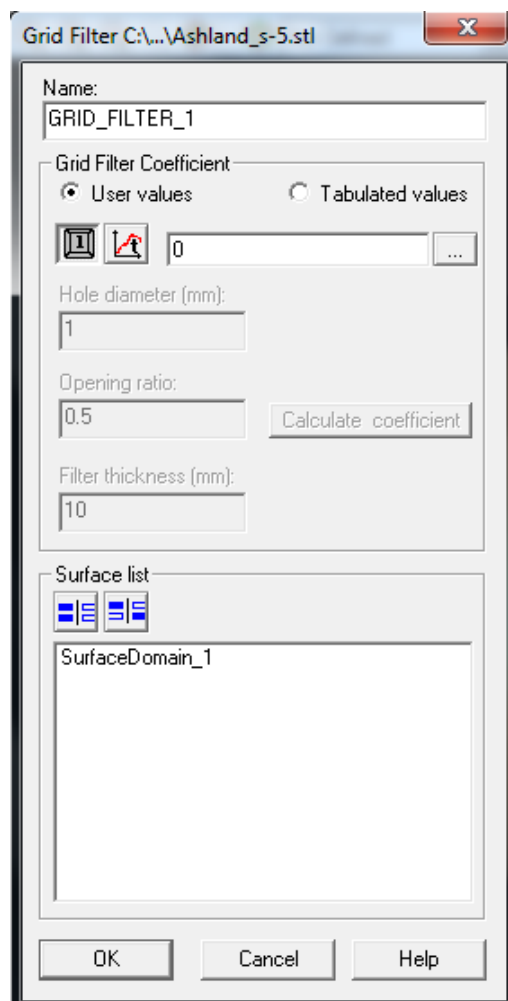 Grid Filter C:\...\Ashland_s-5.stl
Name:
GRID_FILTER_1
Grid Filter Coefficient
User values Tabulated values
1 t 0 ...
Hole diameter (mm):
1
Opening ratio:
0.5 Calculate coefficient
Filter thickness (mm):
10
Surface list
SurfaceDomain_1
OK Cancel Help